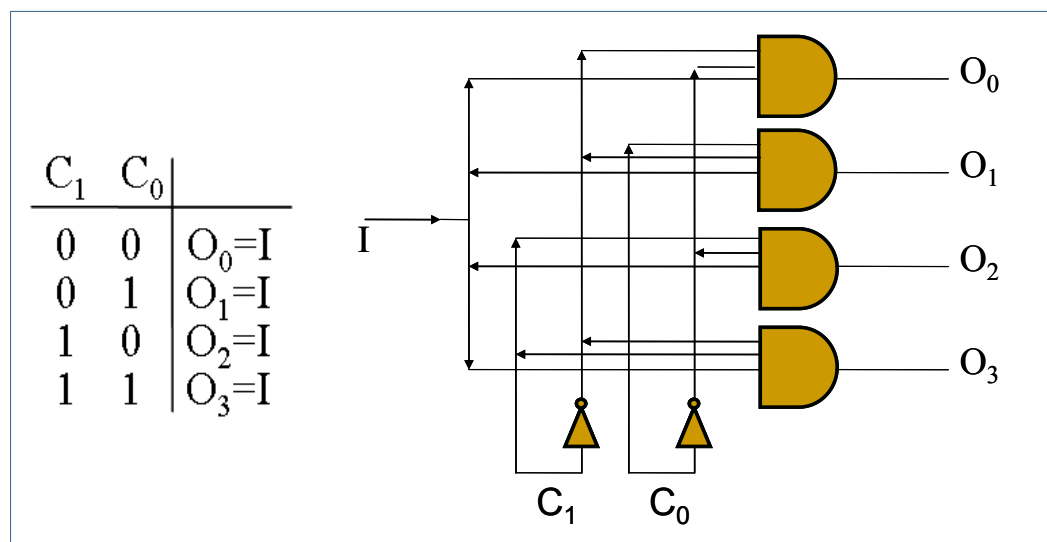 C₁ C₀
0 0 O₀=I
0 1 O₁=I
1 0 O₂=I
1 1 O₃=I
I
O₀
O₁
O₂
O₃
C₁ C₀